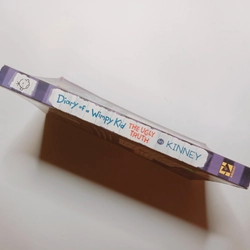 Diary of a Wimpy Kid
THE UGLY
TRUTH
KINNEY